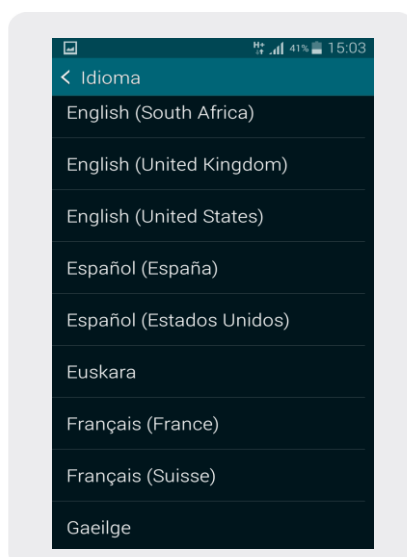 H+ 41% 15:03
< Idioma
English (South Africa)
English (United Kingdom)
English (United States)
Español (España)
Español (Estados Unidos)
Euskara
Français (France)
Français (Suisse)
Gaeilge